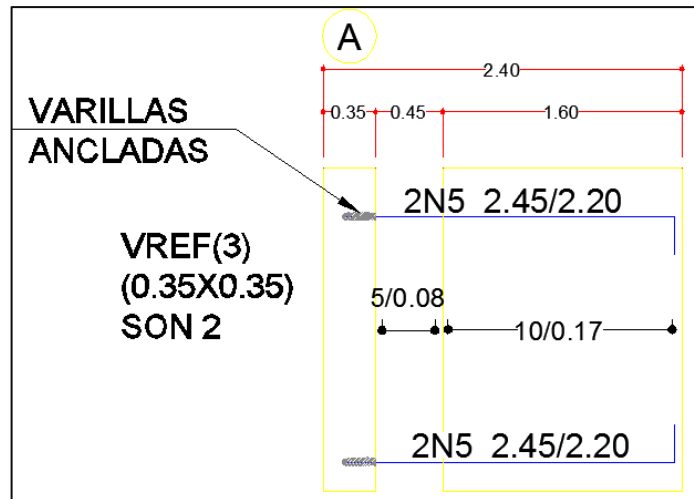 A
2.40
0.35 0.45 1.60
VARILLAS
ANCLADAS
2N5 2.45/2.20
VREF(3)
(0.35X0.35)
SON 2
5/0.08
10/0.17
2N5 2.45/2.20